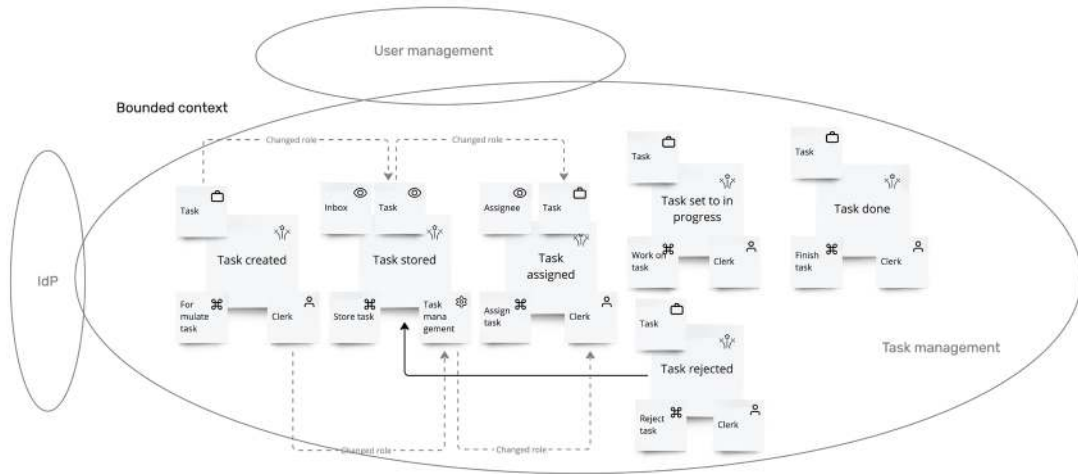 User management
Bounded context
Changed role
Changed role
Task
Task
Task
Inbox
Task
Assignee
Task
Task set to in
progress
Task done
IdP
Task created
Task stored
Task
assigned
Work on
task
Clerk
Finish
task
Clerk
For
mulate
task
Clerk
Store task
Task
mana
gement
Assign
task
Clerk
Task
Task management
Task rejected
Reject
task
Clerk
Changed role
Changed role